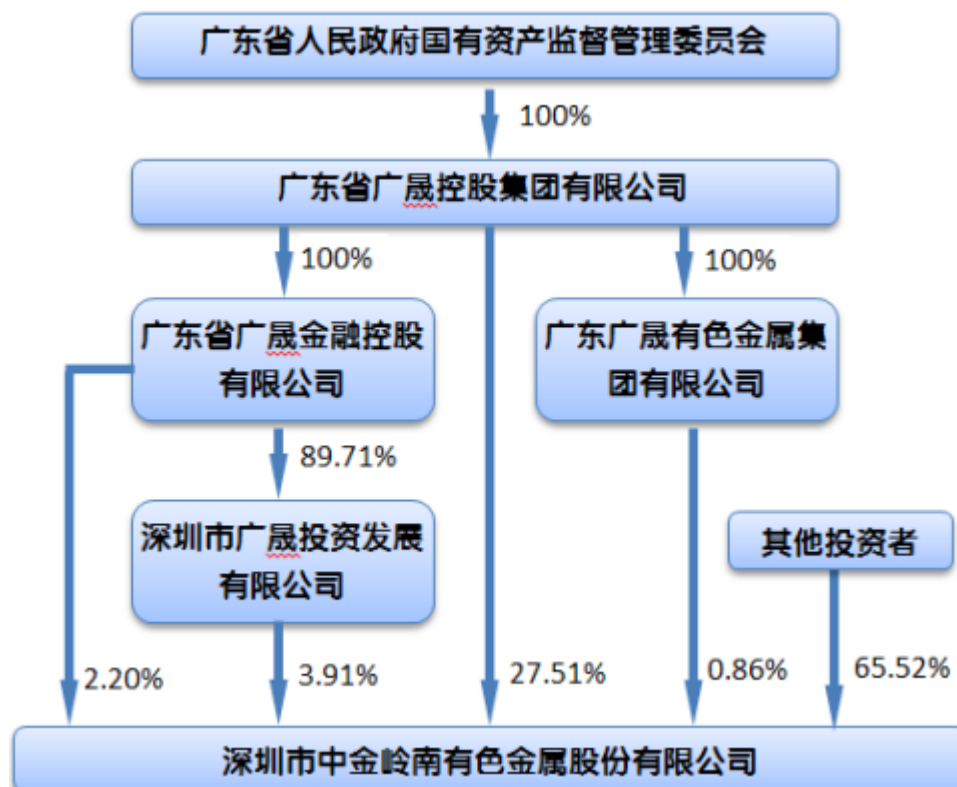 广东省人民政府国有资产监督管理委员会
100%
广东省广晟控股集团有限公司
100%
100%
广东省广晟金融控股
有限公司
广东广晟有色金属集
团有限公司
89.71%
深圳市广晟投资发展
有限公司
其他投资者
2.20%
3.91%
27.51%
0.86%
65.52%
深圳市中金岭南有色金属股份有限公司